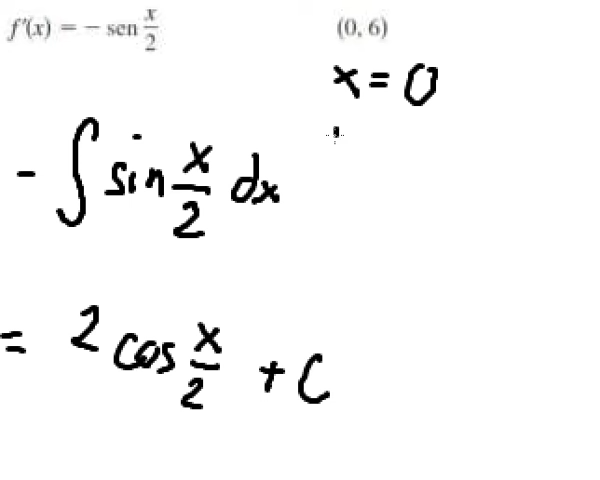 f'(x) = − sen x/2 (0, 6)
x = 0
- ∫ sin x/2 dx
= 2 cos x/2 + C